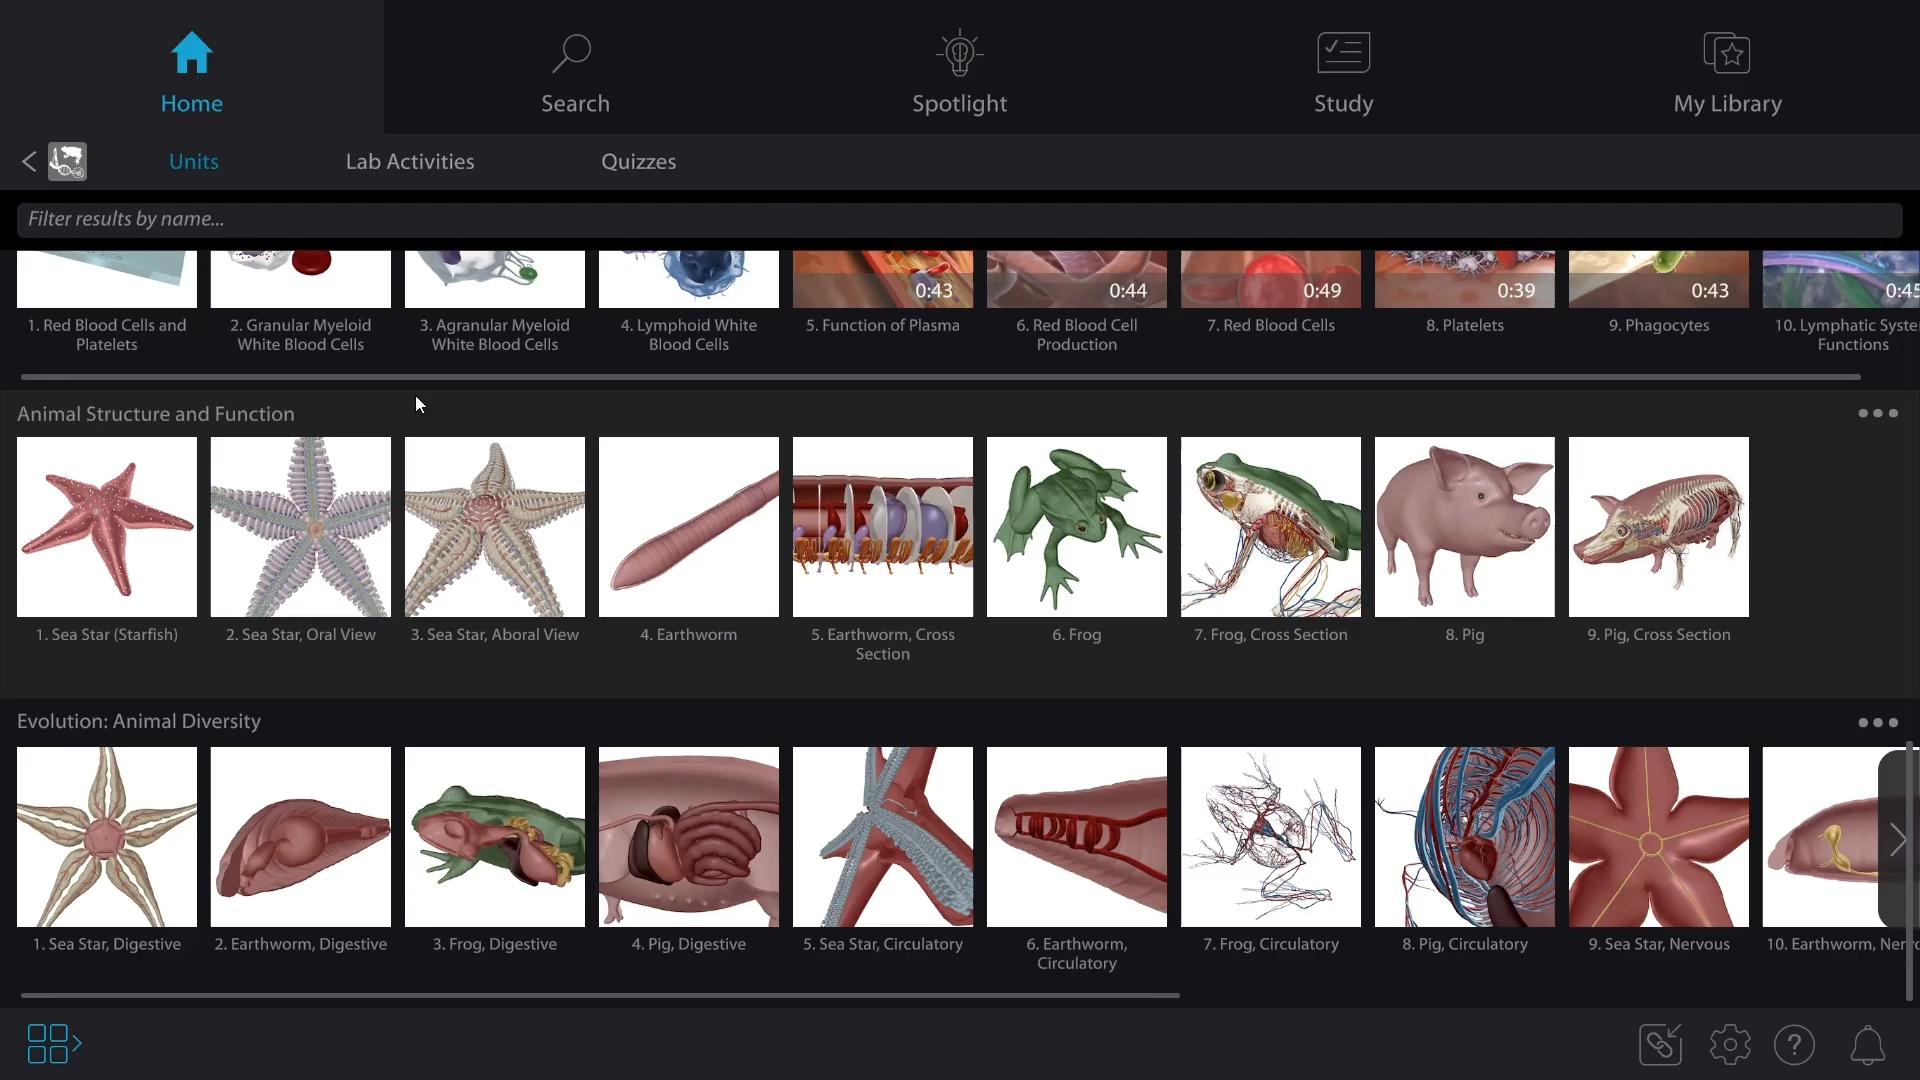 Home
Search
Spotlight
Study
My Library
Units
Lab Activities
Quizzes
Filter results by name...
0:43
0:44
0:49
0:39
0:43
0:45
1. Red Blood Cells and
Platelets
2. Granular Myeloid
White Blood Cells
3. Agranular Myeloid
White Blood Cells
4. Lymphoid White
Blood Cells
5. Function of Plasma
6. Red Blood Cell
Production
7. Red Blood Cells
8. Platelets
9. Phagocytes
10. Lymphatic Syste
Functions
Animal Structure and Function
1. Sea Star (Starfish)
2. Sea Star, Oral View
3. Sea Star, Aboral View
4. Earthworm
5. Earthworm, Cross
Section
6. Frog
7. Frog, Cross Section
8. Pig
9. Pig, Cross Section
Evolution: Animal Diversity
1. Sea Star, Digestive
2. Earthworm, Digestive
3. Frog, Digestive
4. Pig, Digestive
5. Sea Star, Circulatory
6. Earthworm,
Circulatory
7. Frog, Circulatory
8. Pig, Circulatory
9. Sea Star, Nervous
10. Earthworm, Nerv